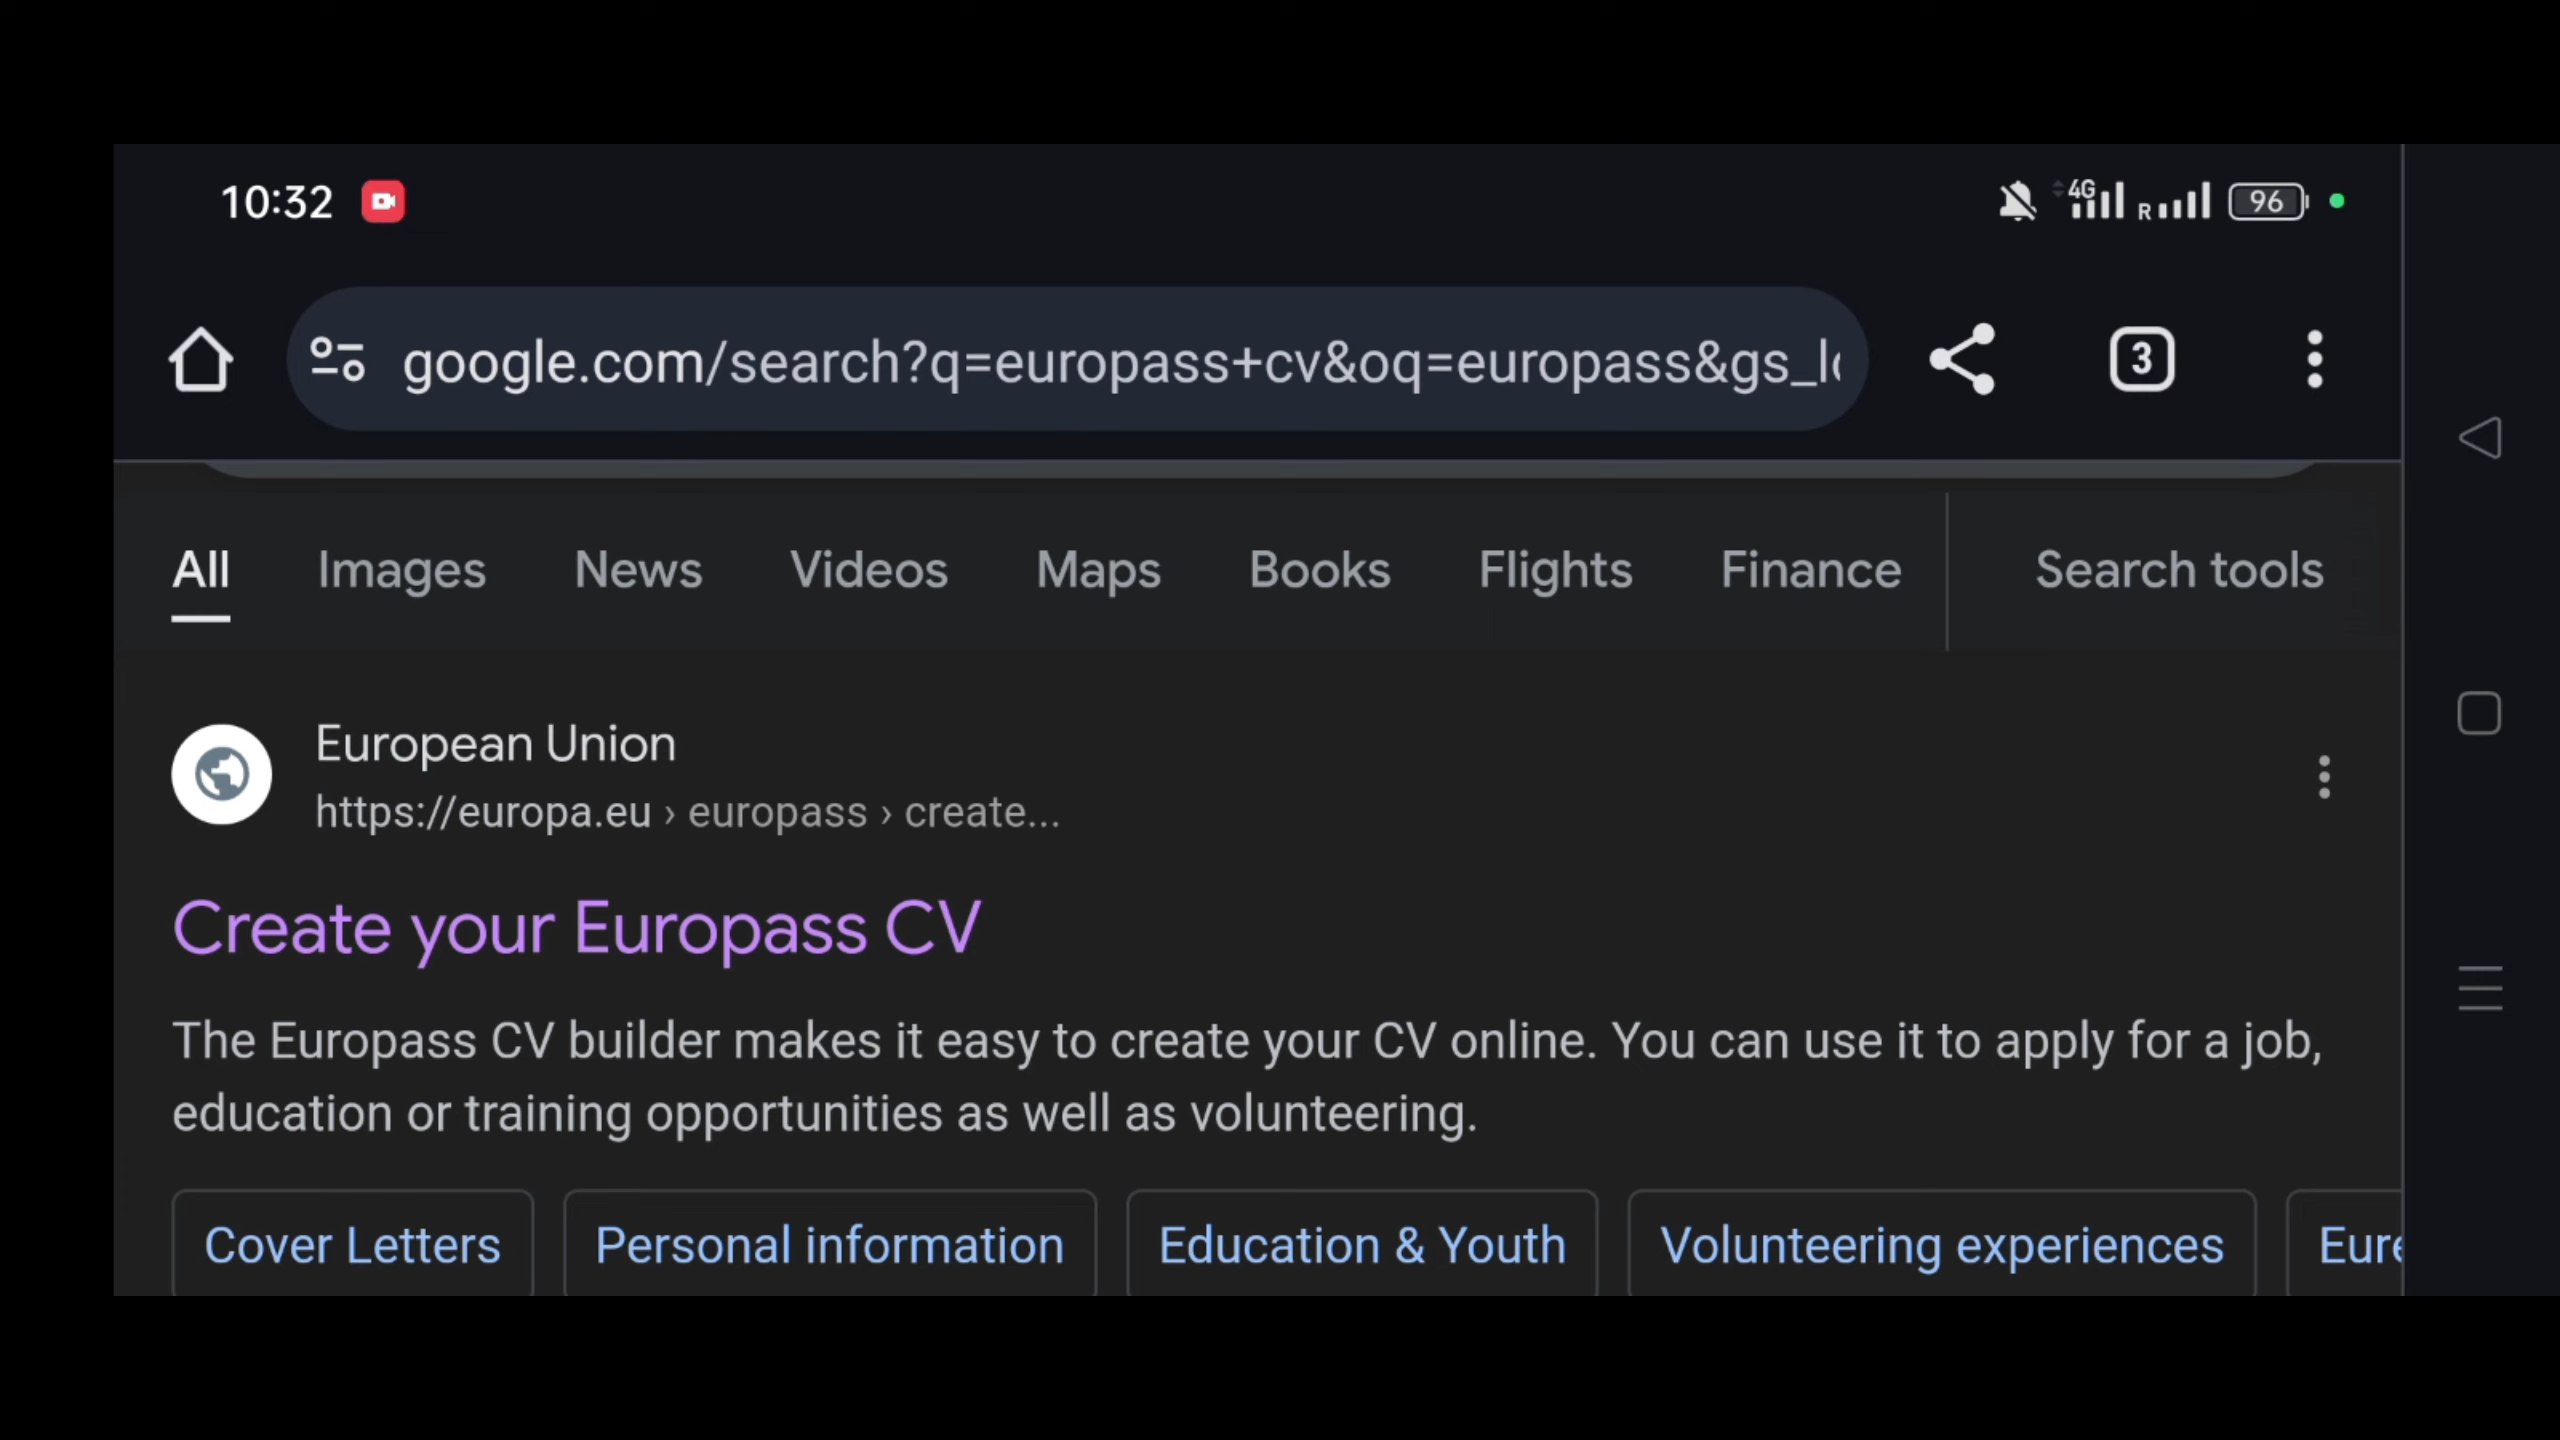 10:32
4G R 96
google.com/search?q=europass+cv&oq=europass&gs_l
3
All Images News Videos Maps Books Flights Finance Search tools
European Union
https://europa.eu › europass › create...
Create your Europass CV
The Europass CV builder makes it easy to create your CV online. You can use it to apply for a job,
education or training opportunities as well as volunteering.
Cover Letters Personal information Education & Youth Volunteering experiences Eur